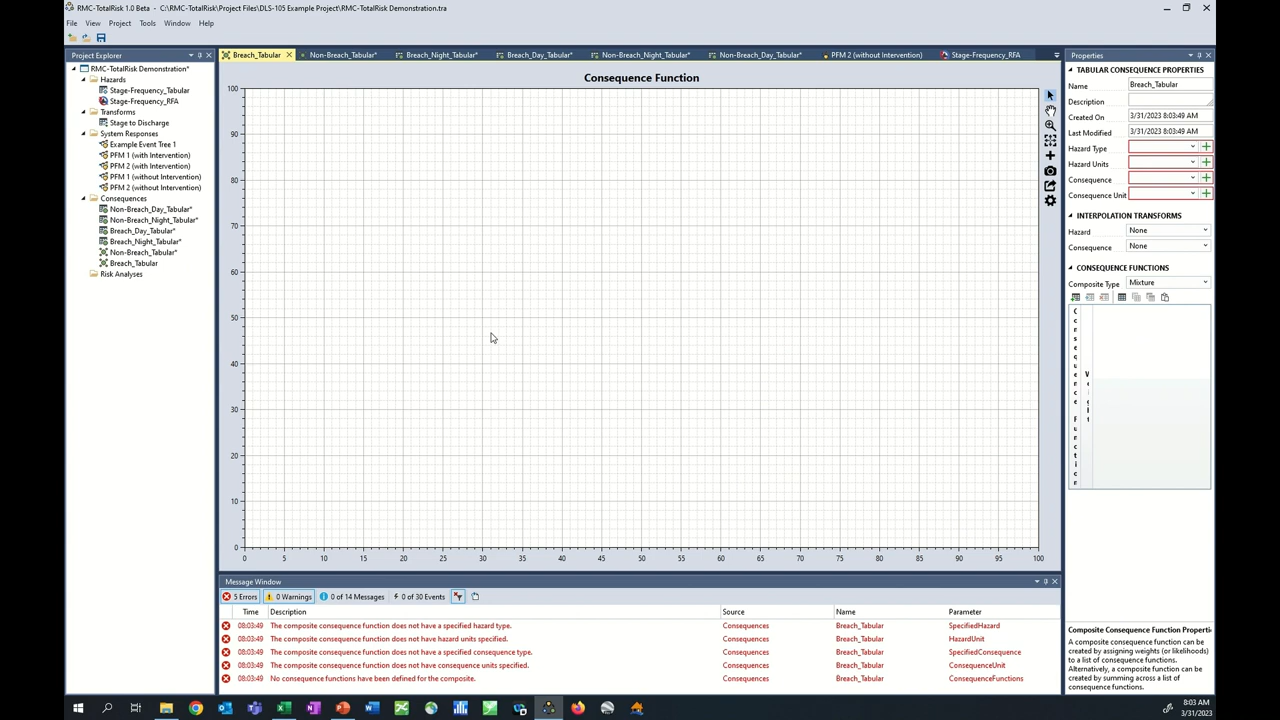 RMC-TotalRisk 1.0 Beta - C:\RMC-TotalRisk\Project Files\DLS-105 Example Project\RMC-TotalRisk Demonstration.tra
File View Project Tools Window Help
Project Explorer
RMC-TotalRisk Demonstration*
Hazards
Stage-Frequency_Tabular
Stage-Frequency_RFA
Transforms
Stage to Discharge
System Responses
Example Event Tree 1
PFM 1 (with Intervention)
PFM 2 (with Intervention)
PFM 1 (without Intervention)
PFM 2 (without Intervention)
Consequences
Non-Breach_Day_Tabular*
Non-Breach_Night_Tabular*
Breach_Day_Tabular*
Breach_Night_Tabular*
Non-Breach_Tabular*
Breach_Tabular
Risk Analyses
Breach_Tabular Non-Breach_Tabular* Breach_Night_Tabular* Breach_Day_Tabular* Non-Breach_Night_Tabular* Non-Breach_Day_Tabular* PFM 2 (without Intervention) Stage-Frequency_RFA
Consequence Function
100
90
80
70
60
50
40
30
20
10
0
0 5 10 15 20 25 30 35 40 45 50 55 60 65 70 75 80 85 90 95 100
Message Window
5 Errors 0 Warnings 0 of 14 Messages 0 of 30 Events
Time Description Source Name Parameter
08:03:49 The composite consequence function does not have a specified hazard type. Consequences Breach_Tabular SpecifiedHazard
08:03:49 The composite consequence function does not have hazard units specified. Consequences Breach_Tabular HazardUnit
08:03:49 The composite consequence function does not have a specified consequence type. Consequences Breach_Tabular SpecifiedConsequence
08:03:49 The composite consequence function does not have consequence units specified. Consequences Breach_Tabular ConsequenceUnit
08:03:49 No consequence functions have been defined for the composite. Consequences Breach_Tabular ConsequenceFunctions
Properties
TABULAR CONSEQUENCE PROPERTIES
Name Breach_Tabular
Description
Created On 3/31/2023 8:03:49 AM
Last Modified 3/31/2023 8:03:49 AM
Hazard Type
Hazard Units
Consequence
Consequence Unit
INTERPOLATION TRANSFORMS
Hazard None
Consequence None
CONSEQUENCE FUNCTIONS
Composite Type Mixture
Composite Consequence Function Properti
A composite consequence function can be
created by assigning weights (or likelihoods)
to a list of consequence functions.
Alternatively, a composite function can be
created by summing across a list of
consequence functions.
8:03 AM
3/31/2023